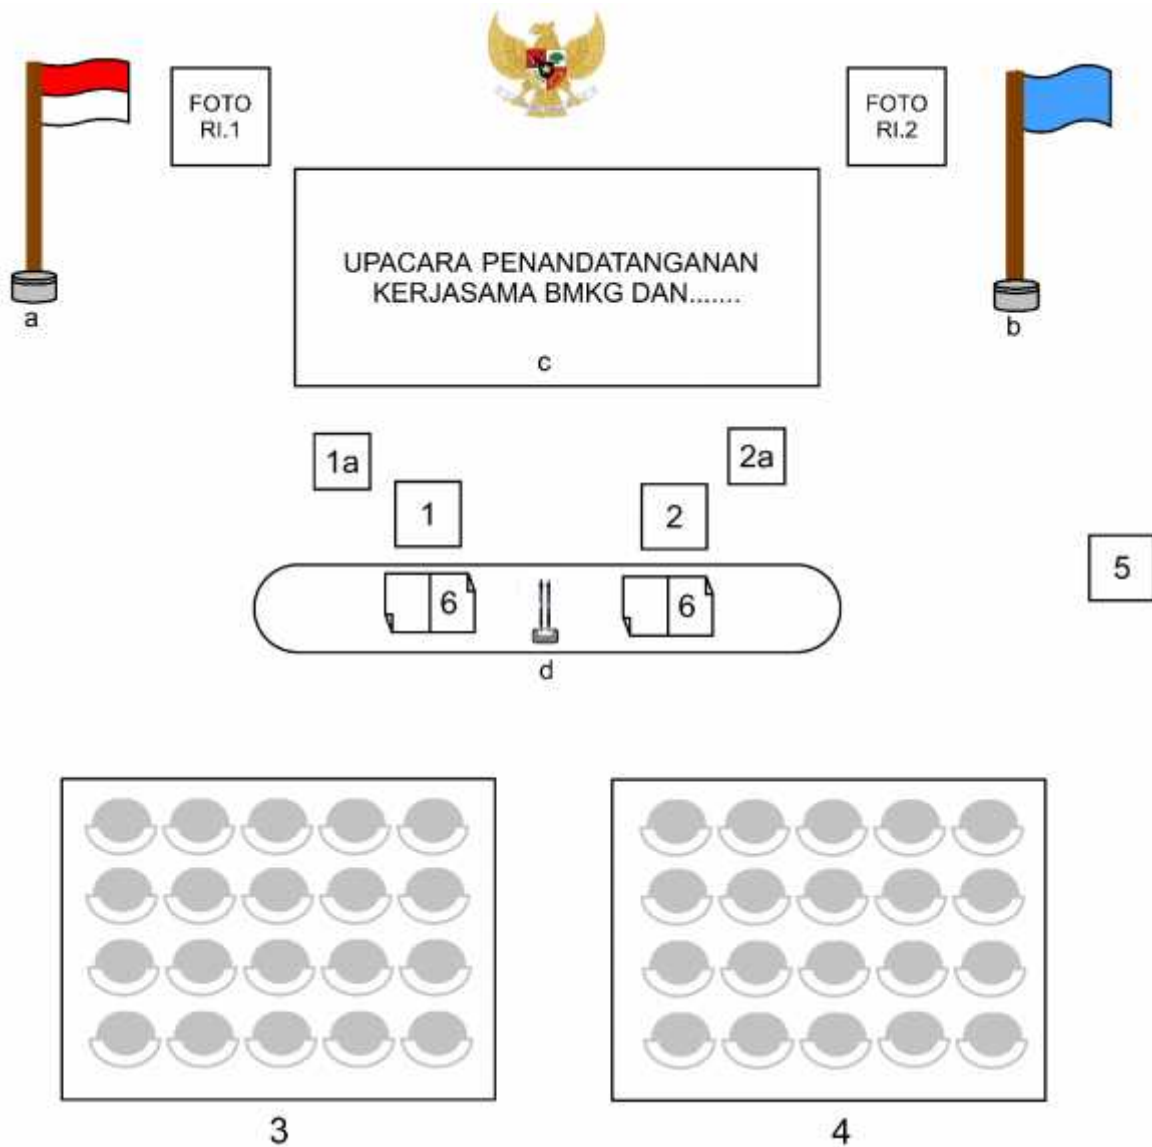 FOTO
RI.1
FOTO
RI.2
UPACARA PENANDATANGANAN
KERJASAMA BMKG DAN.......
a
b
c
1a
2a
1
2
5
6
6
d
3
4